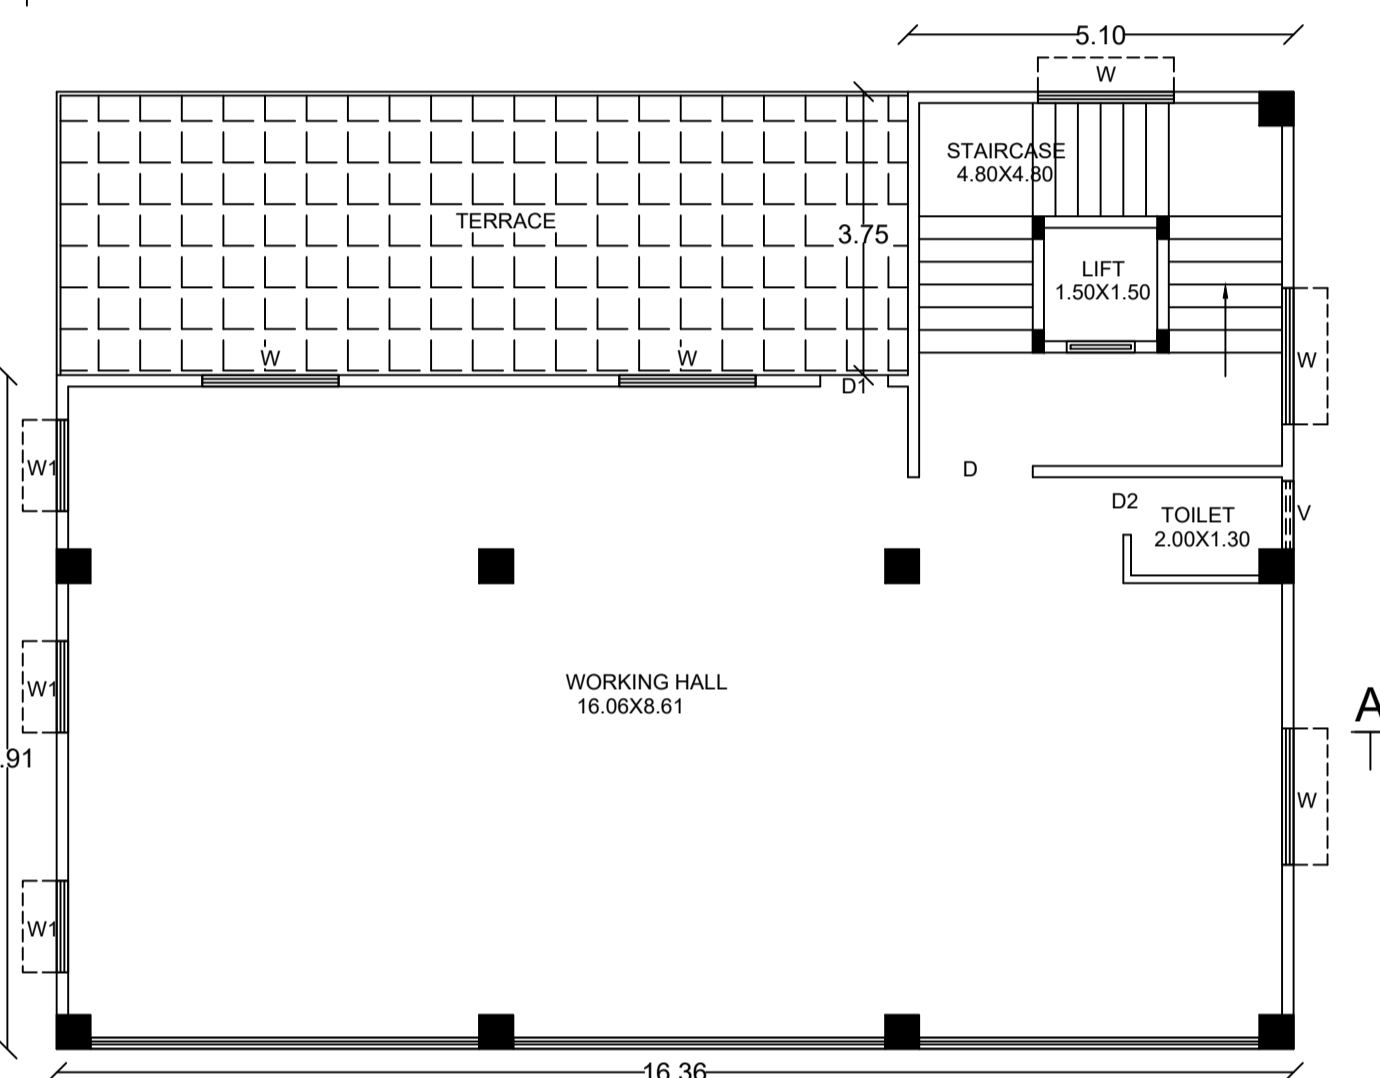 5.10
W
STAIRCASE
4.80X4.80
TERRACE
3.75
LIFT
1.50X1.50
W
W
W
D1
W1
D
D2
TOILET
2.00X1.30
V
WORKING HALL
16.06X8.61
W1
A
.91
W
W1
16.36